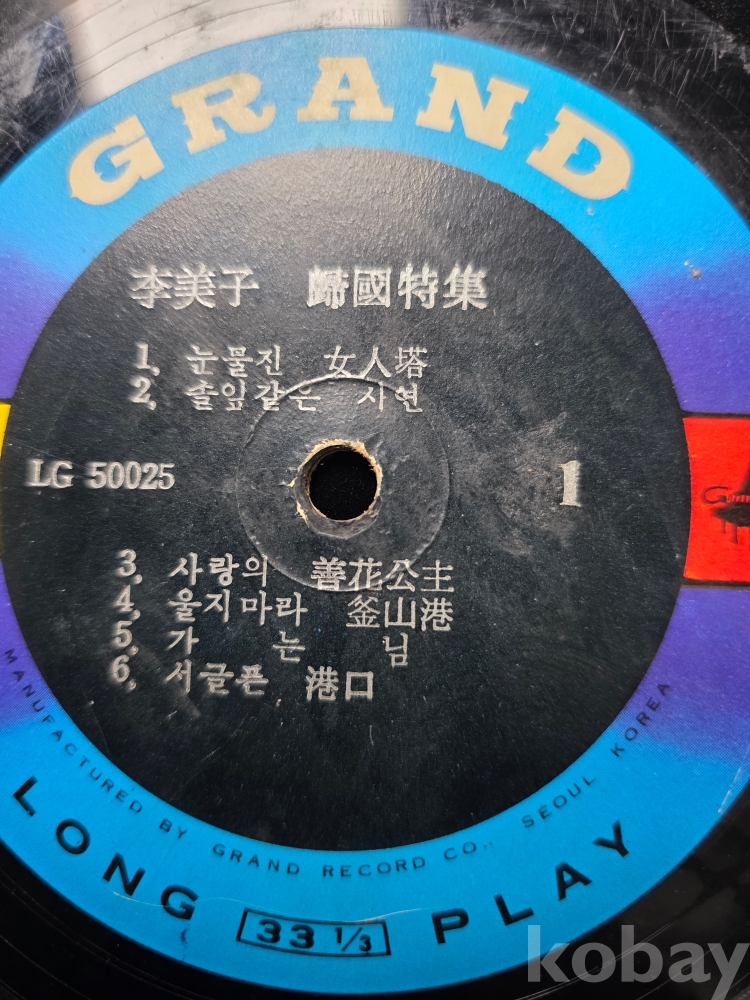 GRAND
李美子 歸國特集
1. 눈물진 女人塔
2. 솔잎같은 사연
LG 50025
1
3. 사랑의 善花公主
4. 울지마라 釜山港
5. 가는님
6. 서글픈 港口
MANUFACTURED BY GRAND RECORD CO., SEOUL KOREA
LONG 33 1/3 PLAY
kobay